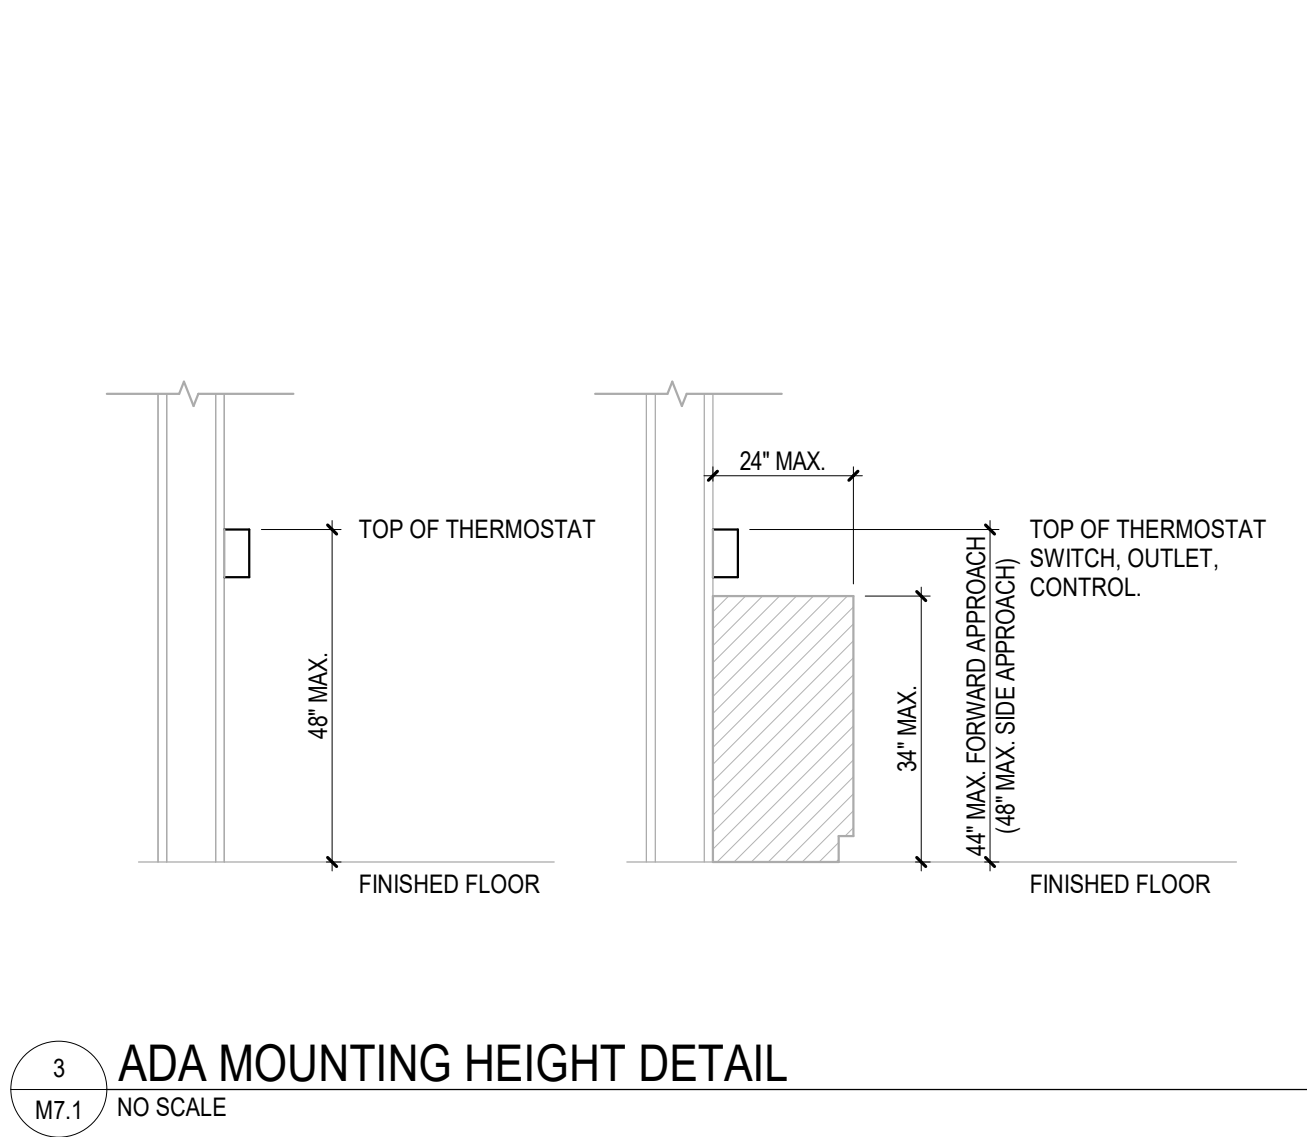 24" MAX.
TOP OF THERMOSTAT
48" MAX.
FINISHED FLOOR
34" MAX.
44" MAX. FORWARD APPROACH
(48" MAX. SIDE APPROACH)
TOP OF THERMOSTAT
SWITCH, OUTLET,
CONTROL.
FINISHED FLOOR
3
M7.1
ADA MOUNTING HEIGHT DETAIL
NO SCALE